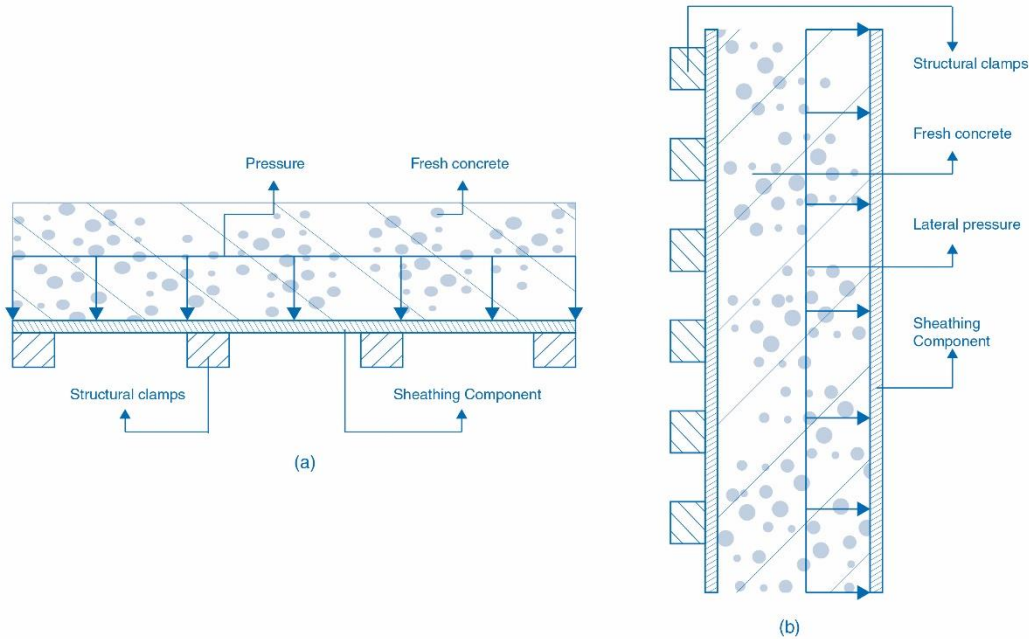 Pressure
Fresh concrete
Structural clamps
Sheathing Component
(a)
Structural clamps
Fresh concrete
Lateral pressure
Sheathing
Component
(b)